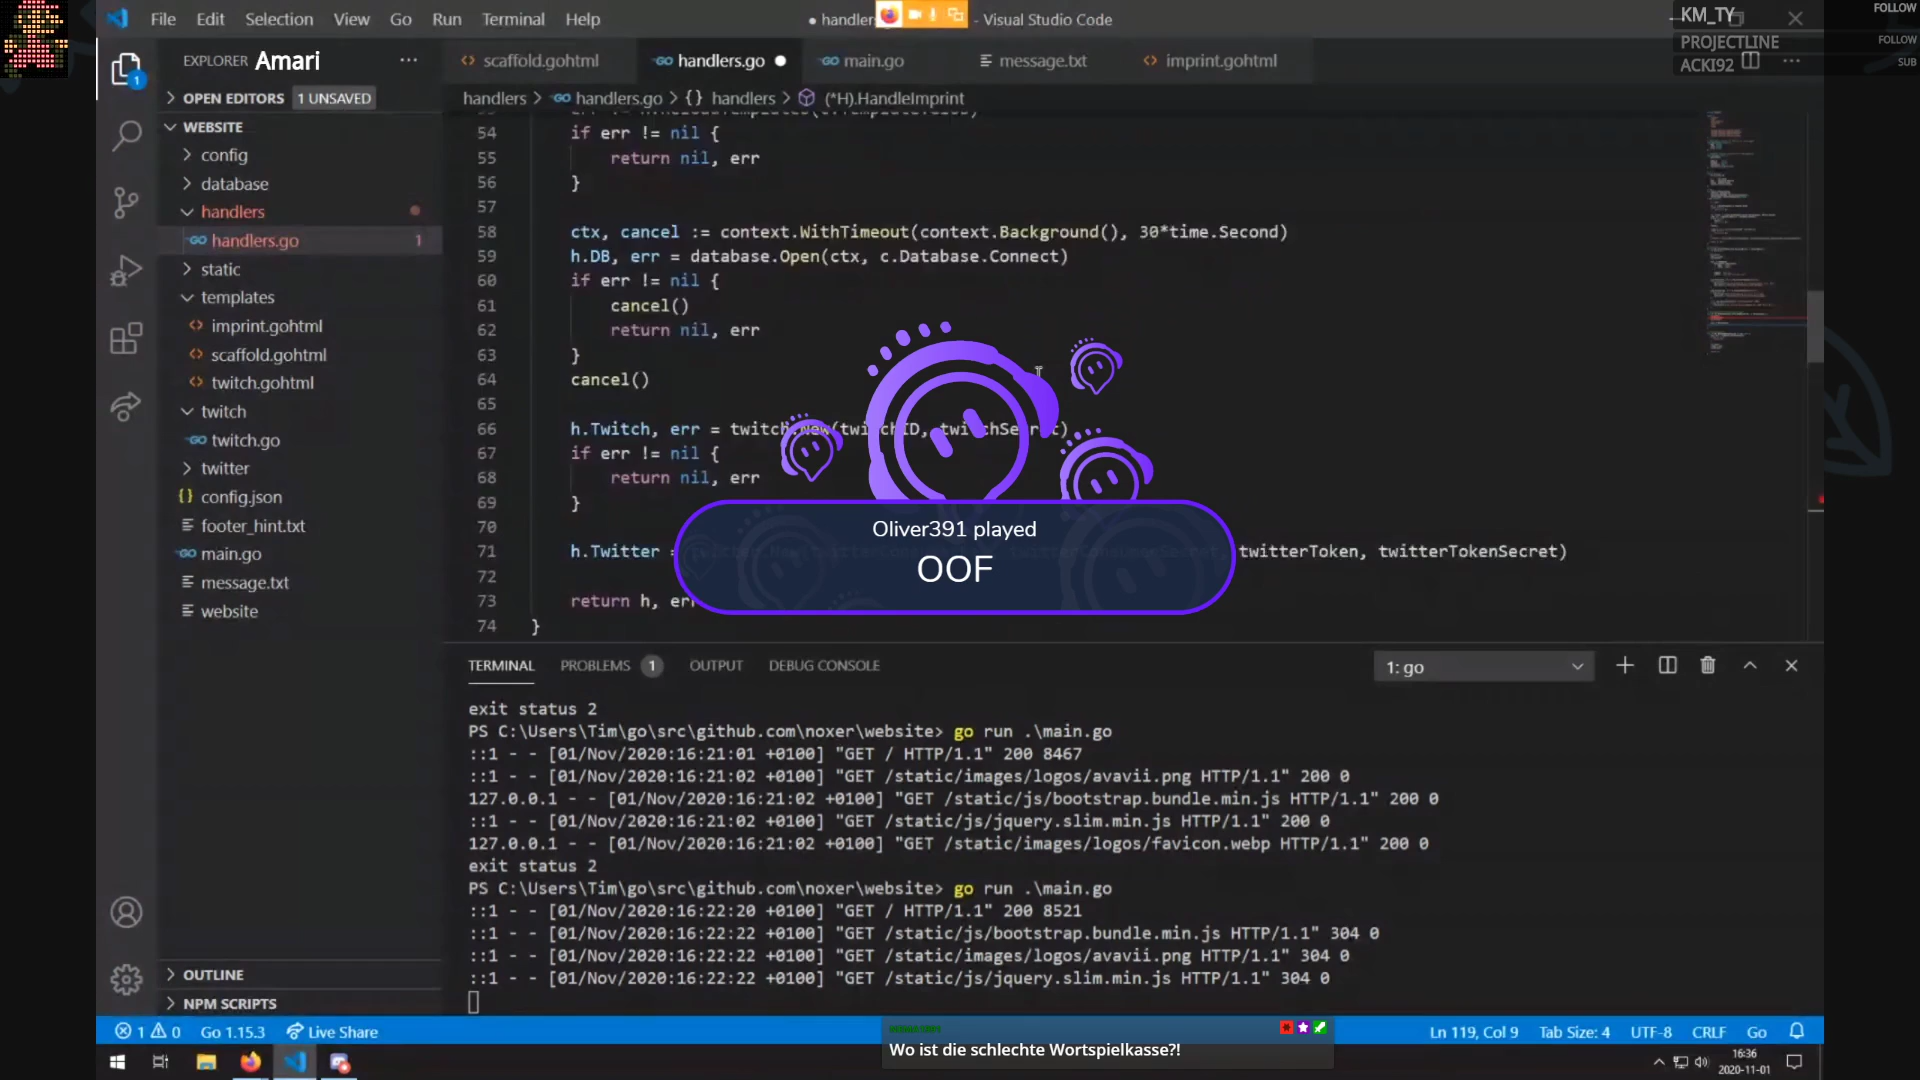 File Edit Selection View Go Run Terminal Help
- Visual Studio Code
KM_TY FOLLOW
PROJECTLINE FOLLOW
ACKI92 SUB
EXPLORER Amari
scaffold.gohtml handlers.go main.go message.txt imprint.gohtml
OPEN EDITORS 1 UNSAVED
handlers > handlers.go > {} handlers > (*H).HandleImprint
WEBSITE
config
database
handlers
handlers.go 1
static
templates
imprint.gohtml
scaffold.gohtml
twitch.gohtml
twitch
twitch.go
twitter
config.json
footer_hint.txt
main.go
message.txt
website
OUTLINE
NPM SCRIPTS
54 if err != nil {
55 return nil, err
56 }
57
58 ctx, cancel := context.WithTimeout(context.Background(), 30*time.Second)
59 h.DB, err = database.Open(ctx, c.Database.Connect)
60 if err != nil {
61 cancel()
62 return nil, err
63 }
64 cancel()
65
66 h.Twitch, err = twitch.New(twitchID, twitchSecret)
67 if err != nil {
68 return nil, err
69 }
70
71 h.Twitter = twitterToken, twitterTokenSecret)
72
73 return h, err
74 }
Oliver391 played
OOF
TERMINAL PROBLEMS 1 OUTPUT DEBUG CONSOLE 1: go
exit status 2
PS C:\Users\Tim\go\src\github.com\noxer\website> go run .\main.go
::1 - - [01/Nov/2020:16:21:01 +0100] "GET / HTTP/1.1" 200 8467
::1 - - [01/Nov/2020:16:21:02 +0100] "GET /static/images/logos/avavii.png HTTP/1.1" 200 0
127.0.0.1 - - [01/Nov/2020:16:21:02 +0100] "GET /static/js/bootstrap.bundle.min.js HTTP/1.1" 200 0
::1 - - [01/Nov/2020:16:21:02 +0100] "GET /static/js/jquery.slim.min.js HTTP/1.1" 200 0
127.0.0.1 - - [01/Nov/2020:16:21:02 +0100] "GET /static/images/logos/favicon.webp HTTP/1.1" 200 0
exit status 2
PS C:\Users\Tim\go\src\github.com\noxer\website> go run .\main.go
::1 - - [01/Nov/2020:16:22:20 +0100] "GET / HTTP/1.1" 200 8521
::1 - - [01/Nov/2020:16:22:22 +0100] "GET /static/js/bootstrap.bundle.min.js HTTP/1.1" 304 0
::1 - - [01/Nov/2020:16:22:22 +0100] "GET /static/images/logos/avavii.png HTTP/1.1" 304 0
::1 - - [01/Nov/2020:16:22:22 +0100] "GET /static/js/jquery.slim.min.js HTTP/1.1" 304 0
1 0 Go 1.15.3 Live Share Ln 119, Col 9 Tab Size: 4 UTF-8 CRLF Go
Wo ist die schlechte Wortspielkasse?!
16:36
2020-11-01